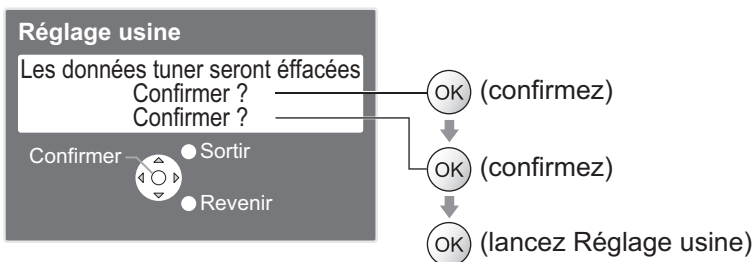 Réglage usine
Les données tuner seront éffacées
Confirmer ?
Confirmer ?
Confirmer
Sortir
Revenir
OK (confirmez)
OK (confirmez)
OK (lancez Réglage usine)